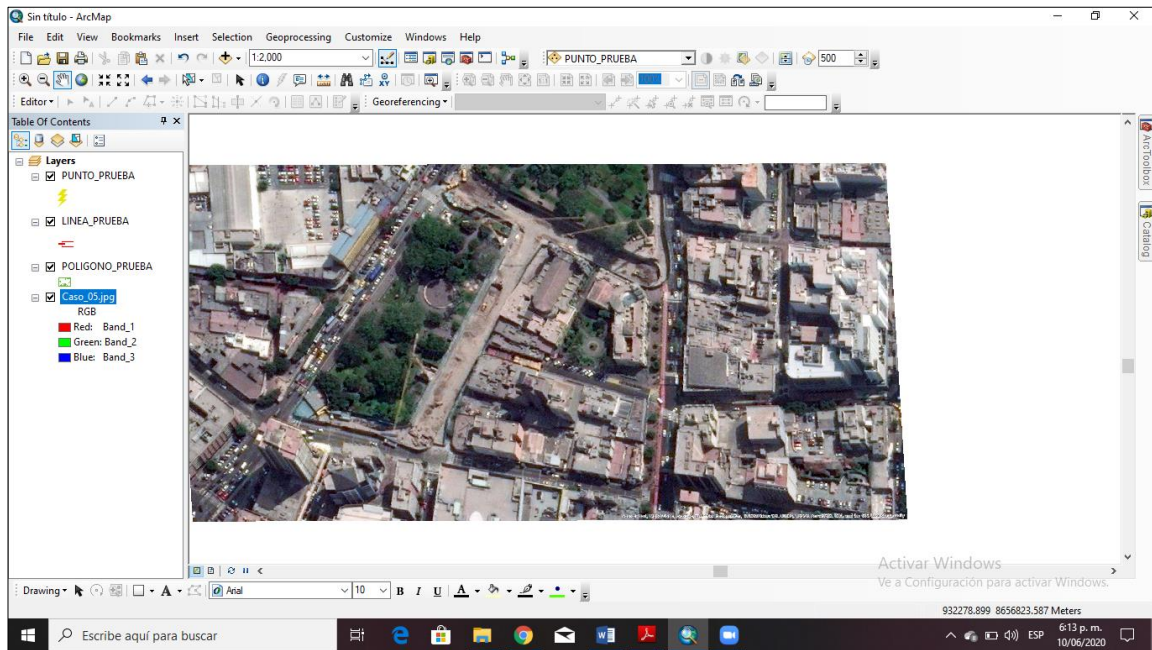 Sin título - ArcMap
File Edit View Bookmarks Insert Selection Geoprocessing Customize Windows Help
1:2,000
PUNTO_PRUEBA
500
Editor
Georeferencing
Table Of Contents
Layers
PUNTO_PRUEBA
LINEA_PRUEBA
POLIGONO_PRUEBA
Caso_05.jpg
RGB
Red: Band_1
Green: Band_2
Blue: Band_3
ArcToolbox
Catalog
Activar Windows
Ve a Configuración para activar Windows.
Drawing A Arial 10 B I U A
932278.899 8656823.587 Meters
Escribe aquí para buscar
ESP
6:13 p. m.
10/06/2020